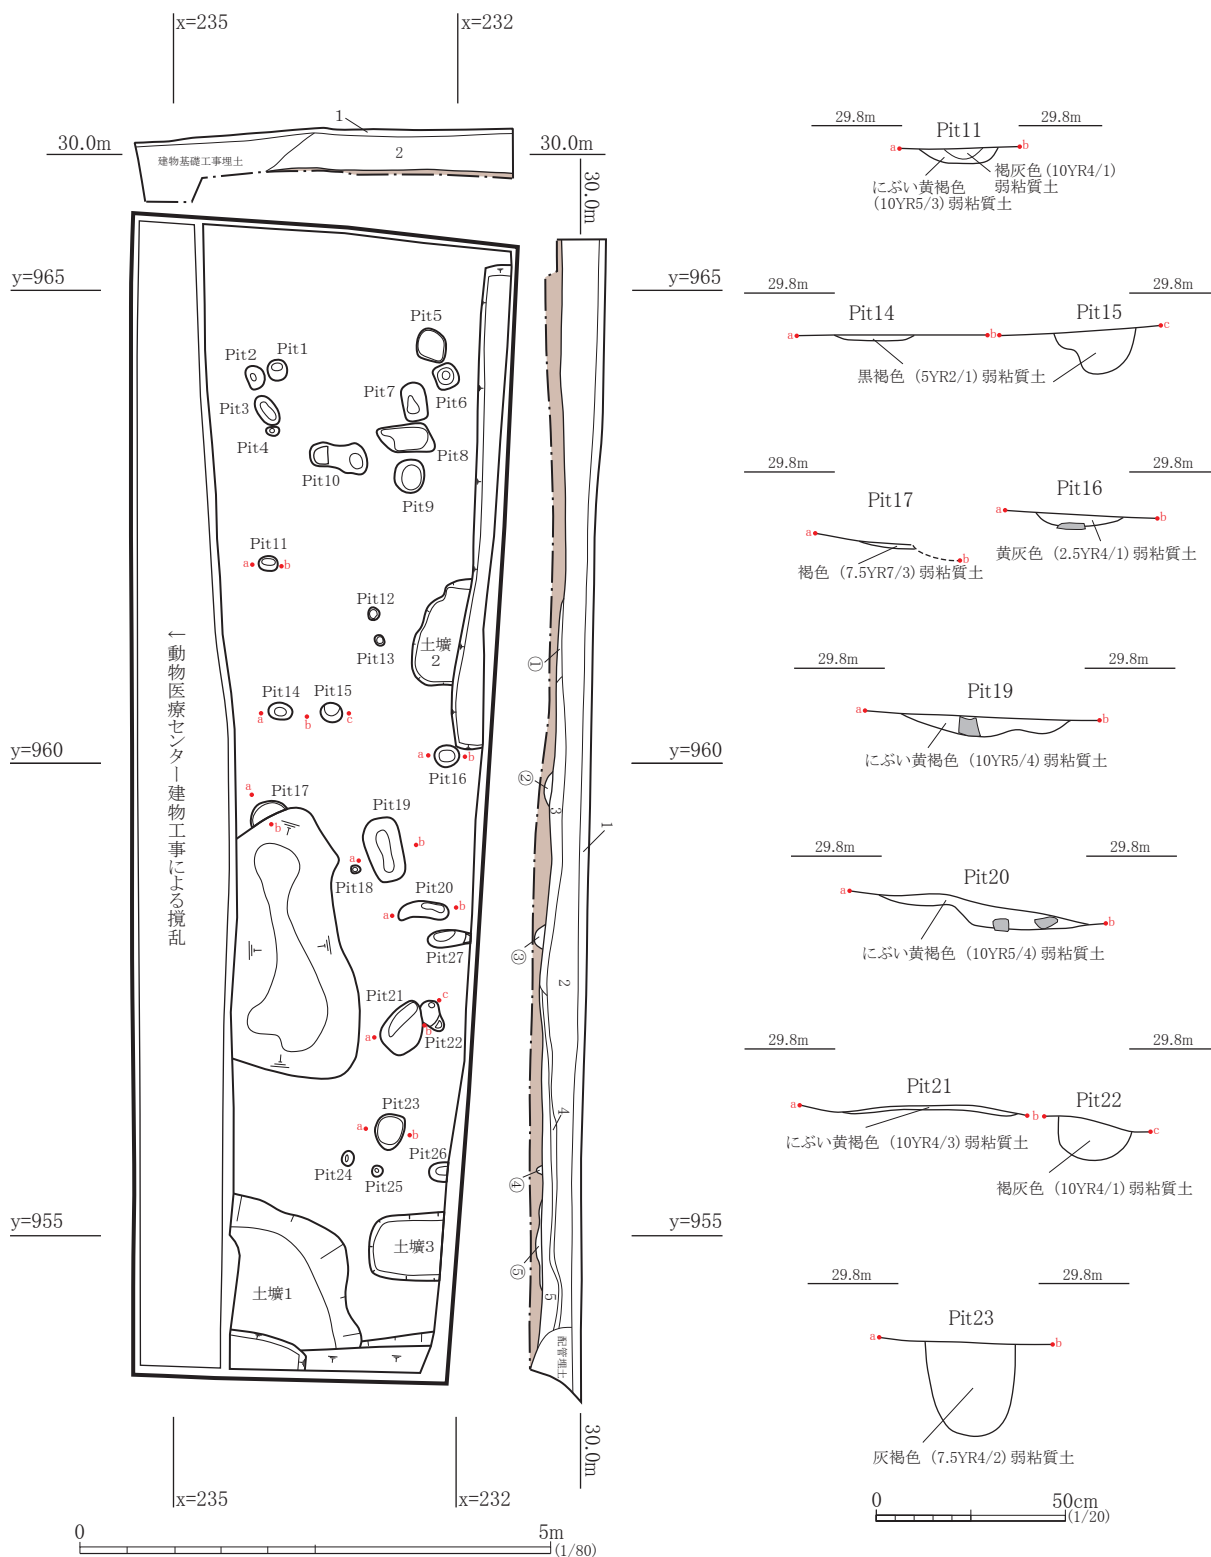 x=235
x=232
1
30.0m
建物基礎工事埋土
2
30.0m
30.0m
y=965
y=965
Pit5
Pit2
Pit1
Pit7
Pit6
Pit3
Pit4
Pit8
Pit10
Pit9
Pit11
a
b
Pit12
Pit13
土壙
2
①
←動物医療センター建物工事による撹乱
Pit14
Pit15
a
b
c
y=960
y=960
a
b
Pit16
②
3
1
a
Pit17
b
Pit19
a
b
Pit18
Pit20
a
b
Pit27
③
2
Pit21
c
a
b
Pit22
Pit23
a
b
4
Pit24
Pit25
Pit26
④
y=955
y=955
土壙3
土壙1
⑤
5
配管埋土
30.0m
x=235
x=232
0
5m
(1/80)
29.8m
29.8m
Pit11
a
b
褐灰色(10YR4/1)
弱粘質土
にぶい黄褐色
(10YR5/3)弱粘質土
29.8m
29.8m
Pit14
Pit15
a
b
c
黒褐色 (5YR2/1)弱粘質土
29.8m
29.8m
Pit17
Pit16
a
b
a
b
黄灰色 (2.5YR4/1)弱粘質土
褐色 (7.5YR7/3)弱粘質土
29.8m
29.8m
Pit19
a
b
にぶい黄褐色 (10YR5/4)弱粘質土
29.8m
29.8m
Pit20
a
b
にぶい黄褐色 (10YR5/4)弱粘質土
29.8m
29.8m
Pit21
Pit22
a
b
c
にぶい黄褐色 (10YR4/3)弱粘質土
褐灰色 (10YR4/1)弱粘質土
29.8m
29.8m
Pit23
a
b
灰褐色 (7.5YR4/2)弱粘質土
0
50cm
(1/20)